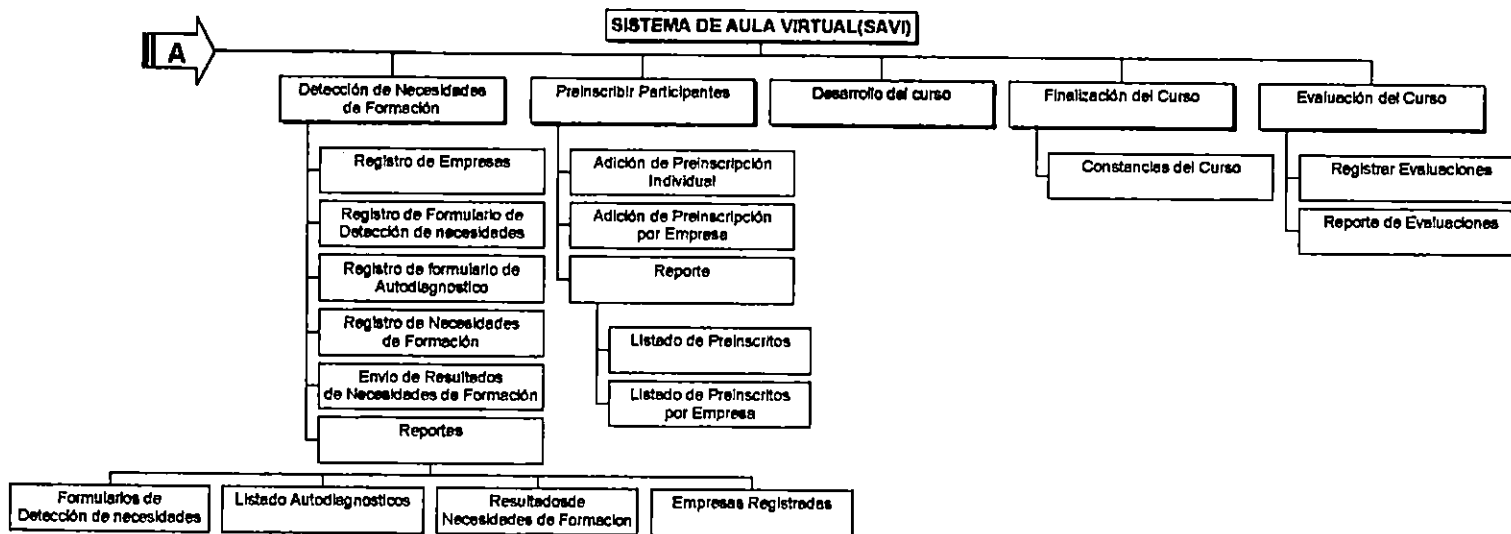 SISTEMA DE AULA VIRTUAL(SAVI)
A
Detección de Necesidades
de Formación
Preinscribir Participantes
Desarrollo del curso
Finalización del Curso
Evaluación del Curso
Registro de Empresas
Registro de Formulario de
Detección de necesidades
Registro de formulario de
Autodiagnostico
Registro de Necesidades
de Formación
Envio de Resultados
de Necesidades de Formación
Reportes
Adición de Preinscripción
Individual
Adición de Preinscripción
por Empresa
Reporte
Listado de Preinscritos
Listado de Preinscritos
por Empresa
Constancias del Curso
Registrar Evaluaciones
Reporte de Evaluaciones
Formularios de
Detección de necesidades
Listado Autodiagnosticos
Resultadosde
Necesidades de Formacion
Empresas Registradas